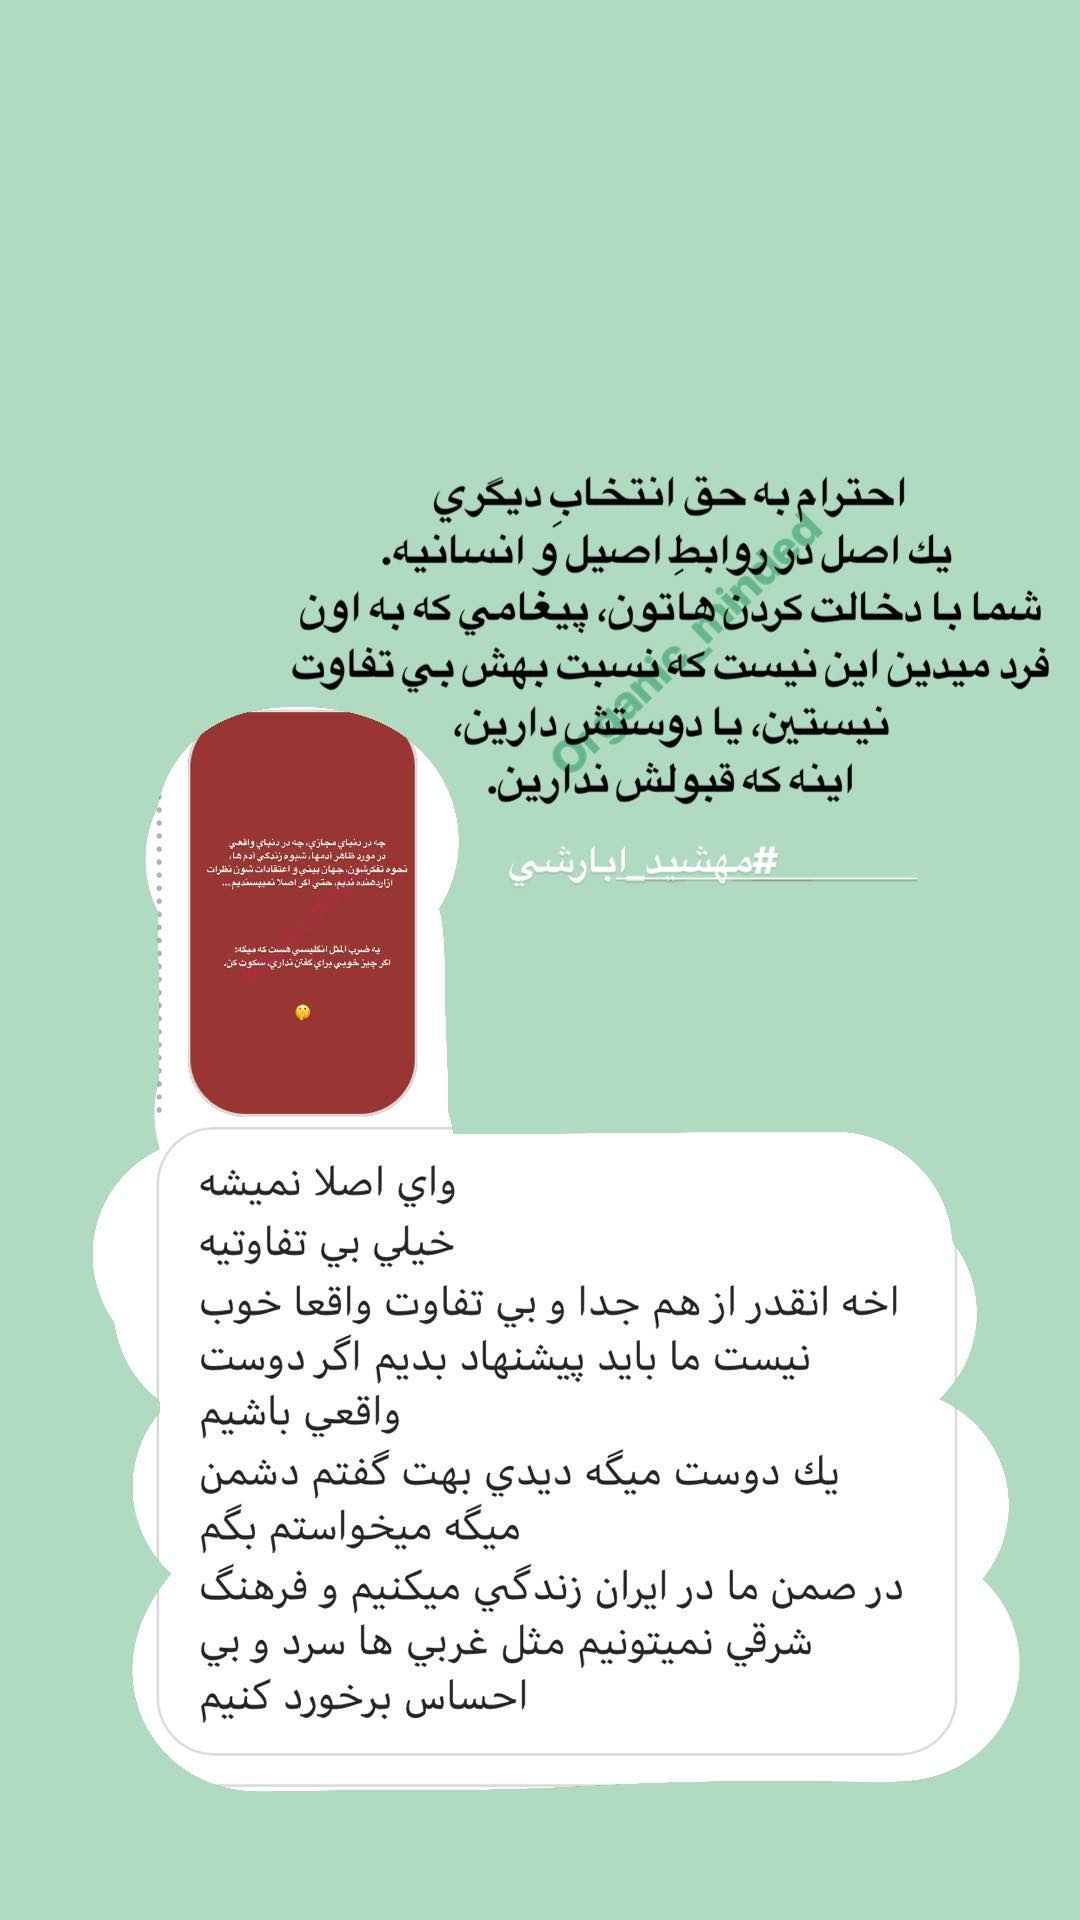 احترام به حق انتخابِ ديگري
يك اصل در روابطِ اصيل و انسانيه.
شما با دخالت كردن هاتون، پيغامي كه به اون
فرد ميدين اين نيست كه نسبت بهش بي تفاوت
نيستين، يا دوستش دارين،
اينه كه قبولش ندارين.
Organic_minded
#مهشيد_ابارشي
چه در دنياي مجازي، چه در دنياي واقعي
در مورد ظاهر آدمها، شيوه زندگي آدم ها،
نحوه تفكرشون، جهان بيني و اعتقادات شون نظرات
ازاردهنده نديم، حتي اگر اصلا نميپسنديم...
يه ضرب المثل انگليسي هست كه ميگه:
اگر چيز خوبي براي گفتن نداري، سكوت كن.
🤫
واي اصلا نميشه
خيلي بي تفاوتيه
اخه انقدر از هم جدا و بي تفاوت واقعا خوب
نيست ما بايد پيشنهاد بديم اگر دوست
واقعي باشيم
يك دوست ميگه ديدي بهت گفتم دشمن
ميگه ميخواستم بگم
در صمن ما در ايران زندگي ميكنيم و فرهنگ
شرقي نميتونيم مثل غربي ها سرد و بي
احساس برخورد كنيم